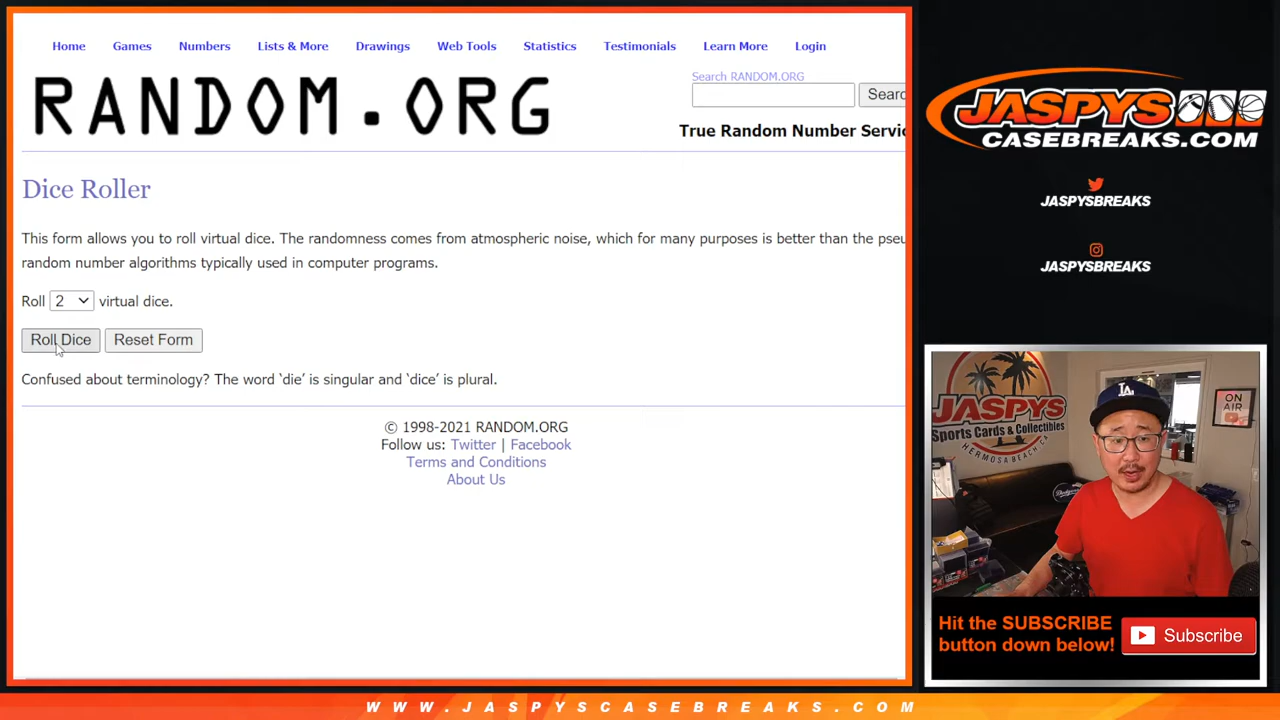 Home Games Numbers Lists & More Drawings Web Tools Statistics Testimonials Learn More Login
RANDOM.ORG
Search RANDOM.ORG
Searc
True Random Number Servic
Dice Roller
This form allows you to roll virtual dice. The randomness comes from atmospheric noise, which for many purposes is better than the pseu
random number algorithms typically used in computer programs.
Roll 2 virtual dice.
Roll Dice Reset Form
Confused about terminology? The word ‘die’ is singular and ‘dice’ is plural.
© 1998-2021 RANDOM.ORG
Follow us: Twitter | Facebook
Terms and Conditions
About Us
JASPYS
CASEBREAKS.COM
JASPYSBREAKS
JASPYSBREAKS
JASPYS
Sports Cards & Collectibles
HERMOSA BEACH, CA
ON
AIR
LA
Dodgers
Hit the SUBSCRIBE
button down below!
Subscribe
WWW.JASPYSCASEBREAKS.COM